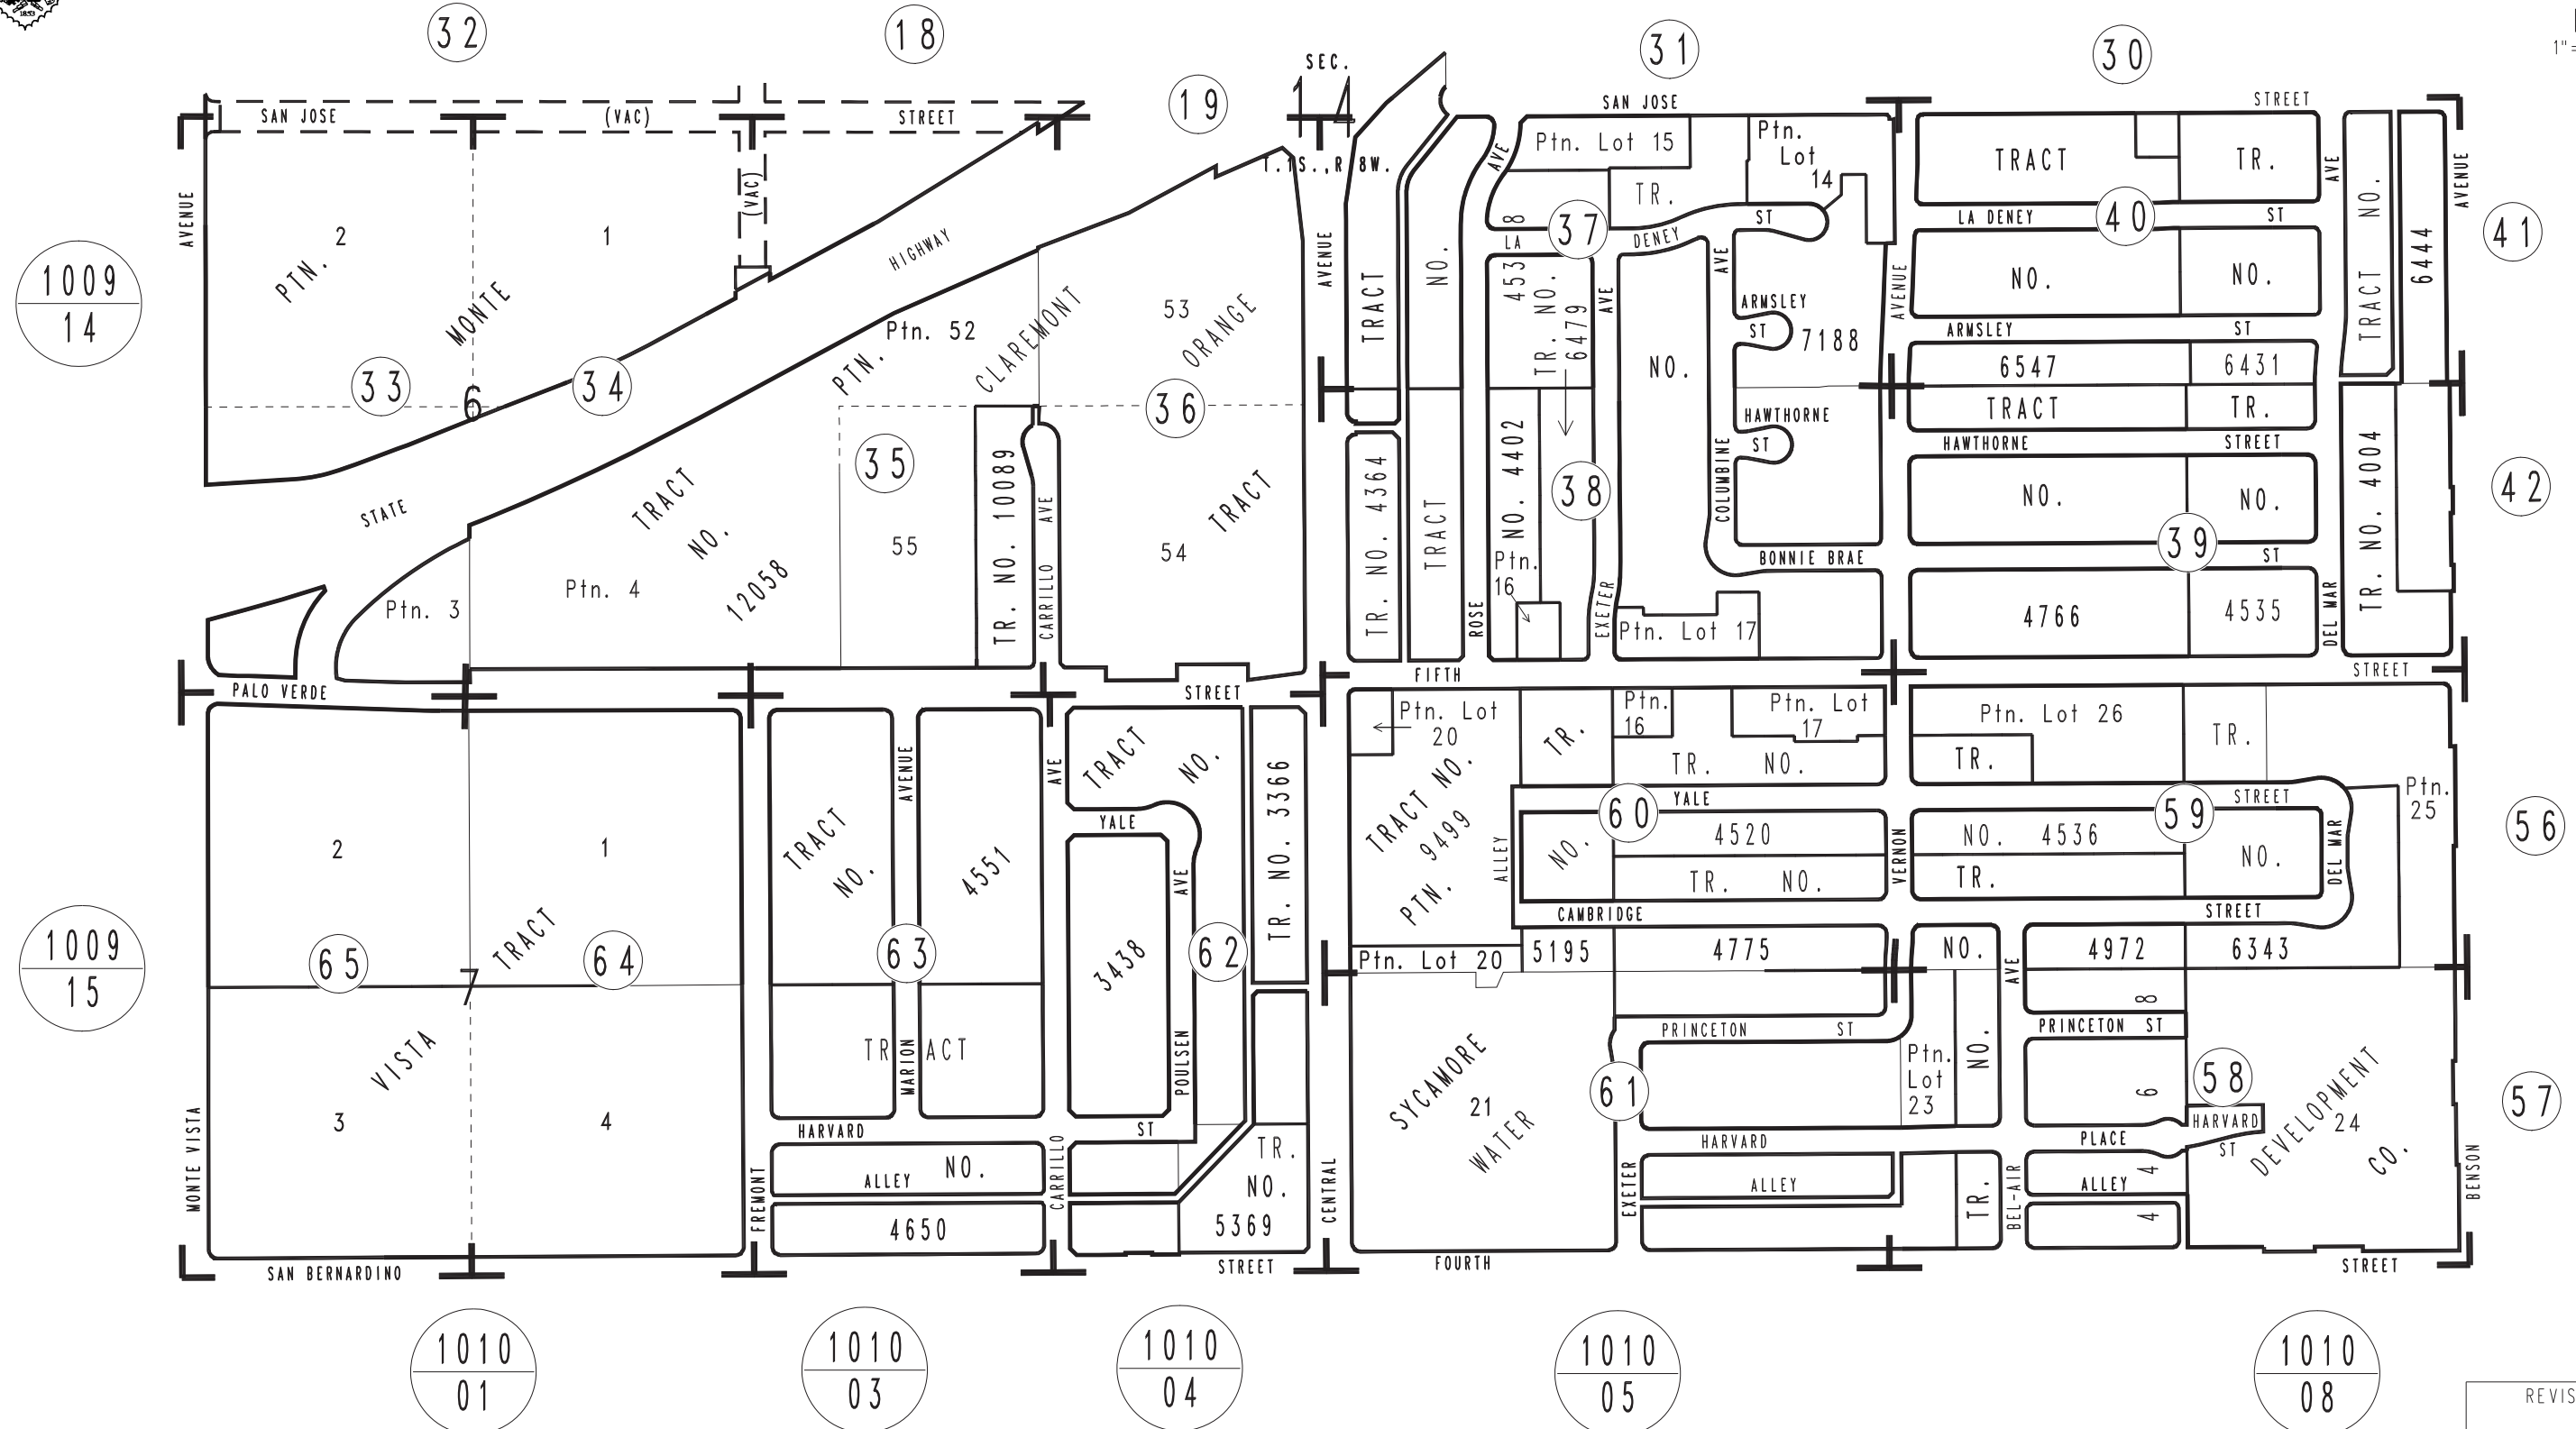 1853
32
18
31
30
1"=
SEC.
14
19
T.1S.,R 8W.
SAN JOSE
(VAC)
STREET
SAN JOSE
STREET
Ptn. Lot 15
Ptn.
Lot
14
AVE
TR.
TRACT
TR.
AVE
AVENUE
TRACT NO.
6444
41
AVENUE
(VAC)
2
1
PTN. 2
MONTE
1009
14
HIGHWAY
AVENUE
TRACT
NO.
8
37
LA
DENEY
ST
AVE
453
TR. NO.
6479
AVE
NO.
ARMSLEY
ST
7188
AVENUE
LA DENEY
40
ST
NO.
NO.
ARMSLEY
ST
6547
6431
TRACT
TR.
HAWTHORNE
STREET
NO.
NO.
39
ST
4766
4535
DEL MAR
TR. NO. 4004
42
33
6
34
Ptn. 52
PTN.
CLAREMONT
53
ORANGE
36
35
TRACT
NO.
12058
TR. NO. 10089
CARRILLO AVE
55
54
TRACT
STATE
Ptn. 3
Ptn. 4
TR. NO. 4364
TRACT
ROSE
NO. 4402
38
Ptn.
16
EXETER
HAWTHORNE
ST
COLUMBINE
BONNIE BRAE
Ptn. Lot 17
PALO VERDE
STREET
FIFTH
STREET
2
1
AVENUE
TRACT
NO.
4551
AVE
TRACT
NO.
YALE
AVE
TR. NO. 3366
Ptn. Lot
20
TRACT NO.
9499
PTN.
TR.
Ptn.
16
Ptn. Lot
17
TR. NO.
Ptn. Lot 26
TR.
TR.
Ptn.
25
ALLEY
NO.
60
YALE
4520
TR. NO.
VERNON
NO. 4536
TR.
59
STREET
NO.
DEL MAR
56
CAMBRIDGE
STREET
1009
15
65
7
TRACT
64
63
3438
62
Ptn. Lot 20
5195
4775
NO.
AVE
4972
6343
VISTA
3
4
TRACT
MARION
POULSEN
SYCAMORE
21
WATER
61
PRINCETON
ST
Ptn.
Lot
23
NO.
8
PRINCETON ST
6
58
HARVARD
ST
DEVELOPMENT
24
CO.
57
HARVARD
ST
HARVARD
PLACE
MONTE VISTA
FREMONT
ALLEY
NO.
CARRILLO
TR.
NO.
5369
CENTRAL
EXETER
ALLEY
TR.
BEL-AIR
ALLEY
4
4
BENSON
4650
SAN BERNARDINO
STREET
FOURTH
STREET
1010
01
1010
03
1010
04
1010
05
1010
08
REVIS